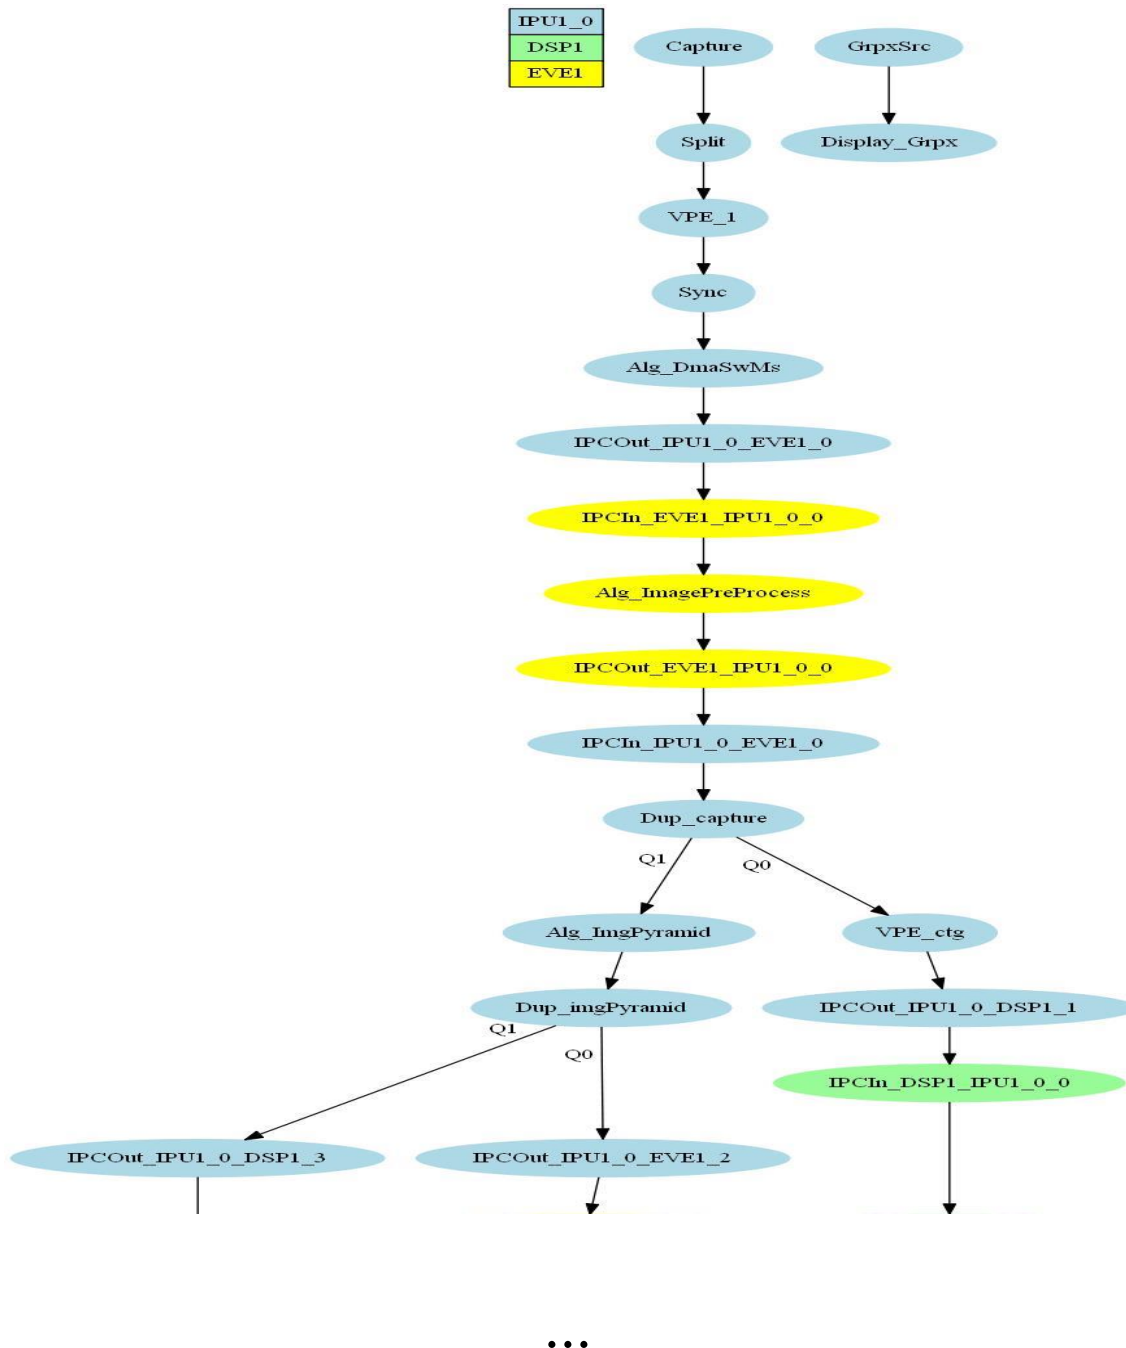 IPU1_0
DSP1
EVE1
Capture
GrpxSrc
Split
Display_Grpx
VPE_1
Sync
Alg_DmaSwMs
IPCOut_IPU1_0_EVE1_0
IPCIn_EVE1_IPU1_0_0
Alg_ImagePreProcess
IPCOut_EVE1_IPU1_0_0
IPCIn_IPU1_0_EVE1_0
Dup_capture
Q1
Q0
Alg_ImgPyramid
VPE_ctg
Dup_imgPyramid
IPCOut_IPU1_0_DSP1_1
Q1
Q0
IPCIn_DSP1_IPU1_0_0
IPCOut_IPU1_0_DSP1_3
IPCOut_IPU1_0_EVE1_2
...